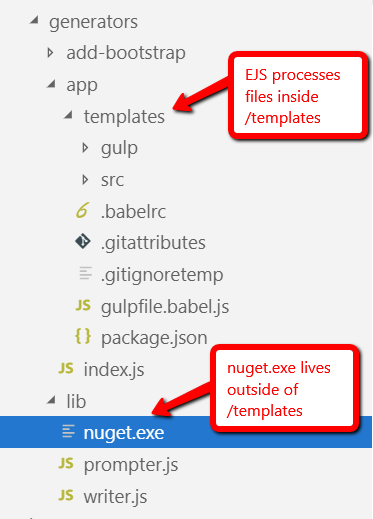 generators
add-bootstrap
app
EJS processes
files inside
/templates
templates
gulp
src
.babelrc
.gitattributes
.gitignoretemp
JS gulpfile.babel.js
{} package.json
JS index.js
nuget.exe lives
outside of
/templates
lib
nuget.exe
JS prompter.js
JS writer.js